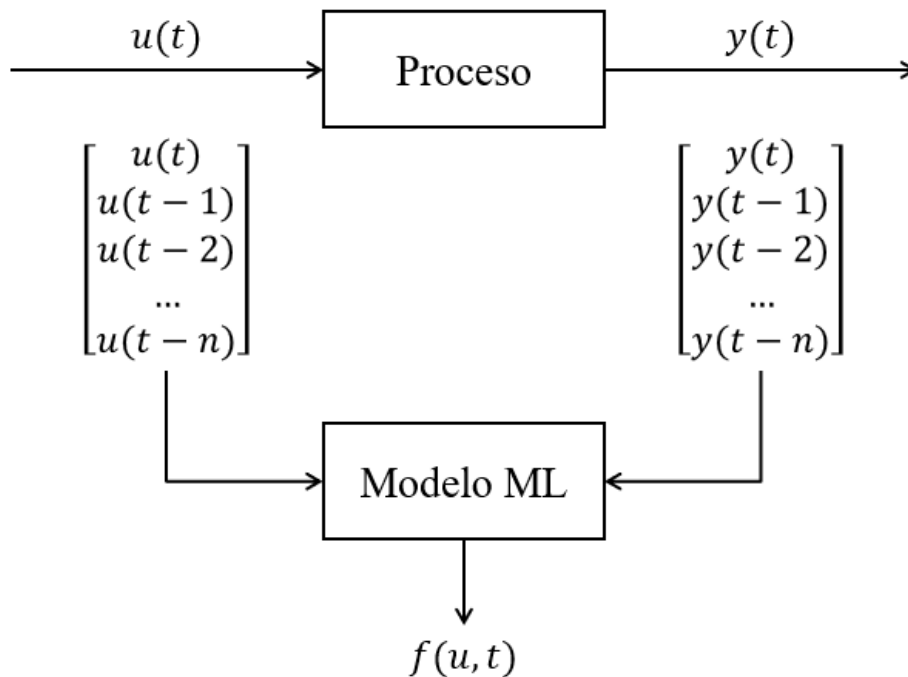 u(t)
Proceso
y(t)
u(t)
u(t − 1)
u(t − 2)
...
u(t − n)
y(t)
y(t − 1)
y(t − 2)
...
y(t − n)
Modelo ML
f(u, t)